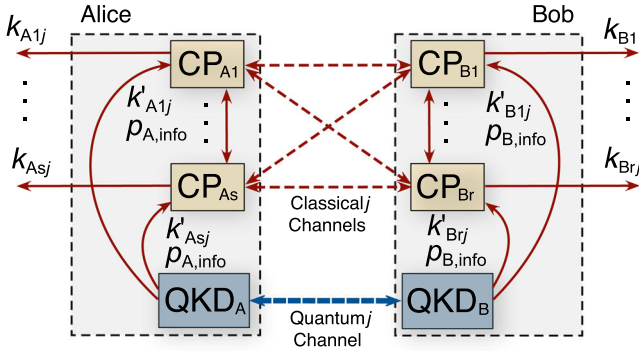 Alice
Bob
k_A1j
CP_A1
CP_B1
k_B1
k'_A1j
p_A,info
k'_B1j
p_B,info
k_Asj
CP_As
CP_Br
k_Brj
Classical j
Channels
k'_Asj
p_A,info
k'_Brj
p_B,info
QKD_A
QKD_B
Quantum j
Channel